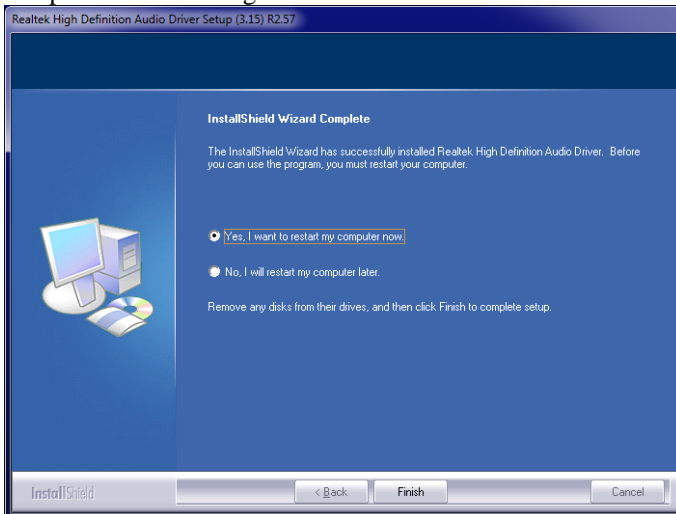 Realtek High Definition Audio Driver Setup (3.15) R2.57
InstallShield Wizard Complete
The InstallShield Wizard has successfully installed Realtek High Definition Audio Driver. Before
you can use the program, you must restart your computer.
Yes, I want to restart my computer now.
No, I will restart my computer later.
Remove any disks from their drives, and then click Finish to complete setup.
InstallShield
< Back
Finish
Cancel